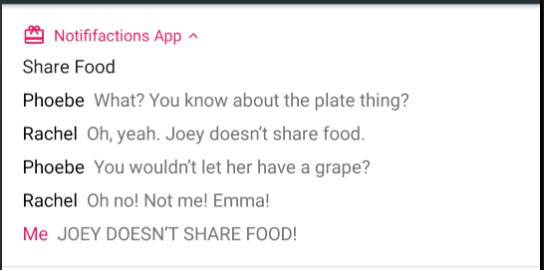 Notififactions App
Share Food
Phoebe What? You know about the plate thing?
Rachel Oh, yeah. Joey doesn't share food.
Phoebe You wouldn't let her have a grape?
Rachel Oh no! Not me! Emma!
Me JOEY DOESN'T SHARE FOOD!